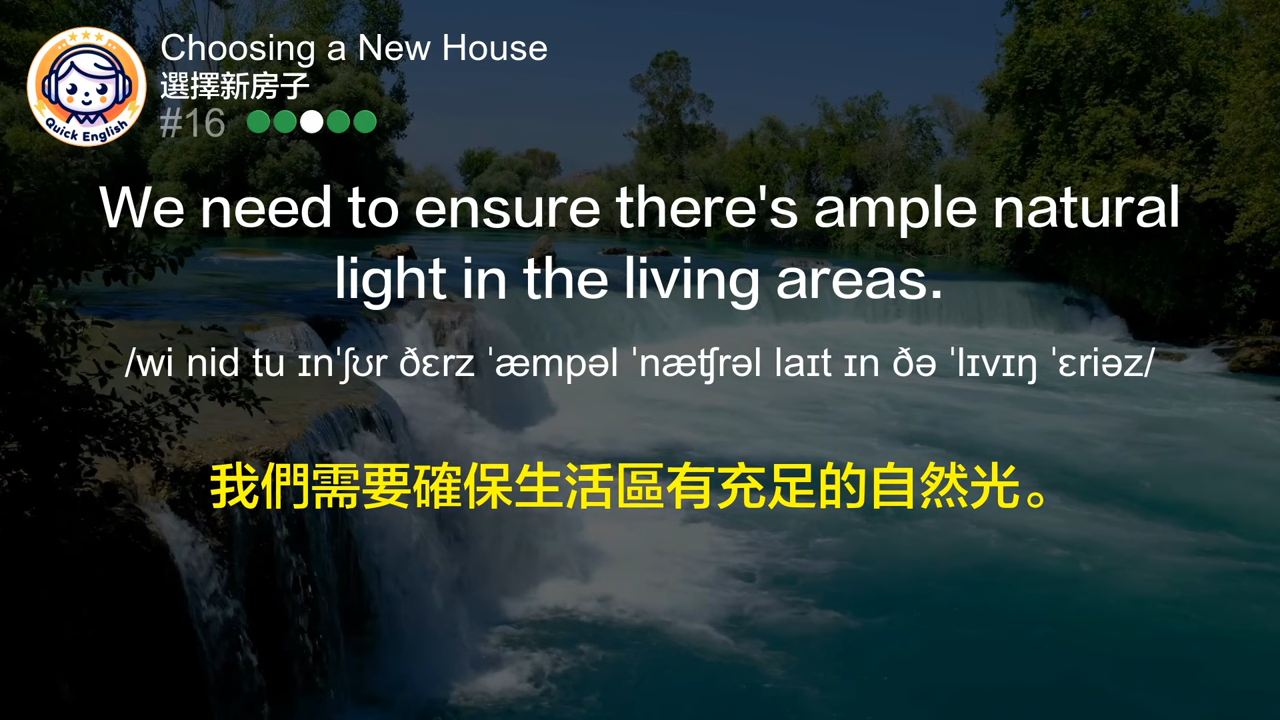 Choosing a New House
選擇新房子
#16
Quick English
We need to ensure there's ample natural
light in the living areas.
/wi nid tu ɪnˈʃʊr ðɛrz ˈæmpəl ˈnæʧrəl laɪt ɪn ðə ˈlɪvɪŋ ˈɛriəz/
我們需要確保生活區有充足的自然光。